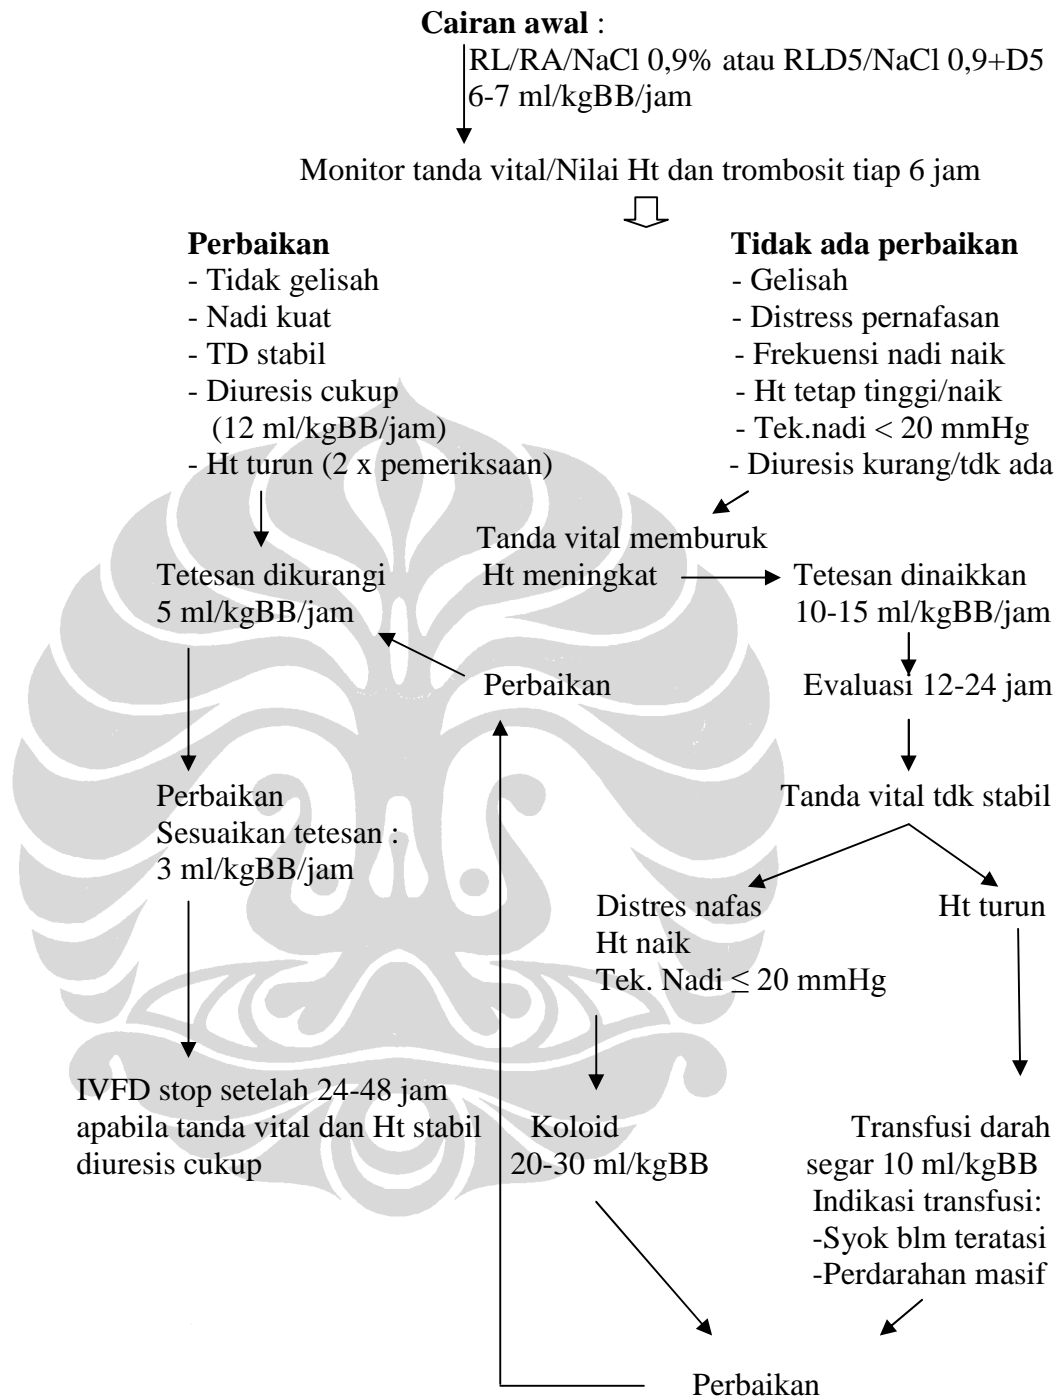 Cairan awal :
RL/RA/NaCl 0,9% atau RLD5/NaCl 0,9+D5
6-7 ml/kgBB/jam
Monitor tanda vital/Nilai Ht dan trombosit tiap 6 jam
Perbaikan
- Tidak gelisah
- Nadi kuat
- TD stabil
- Diuresis cukup
(12 ml/kgBB/jam)
- Ht turun (2 x pemeriksaan)
Tidak ada perbaikan
- Gelisah
- Distress pernafasan
- Frekuensi nadi naik
- Ht tetap tinggi/naik
- Tek.nadi < 20 mmHg
- Diuresis kurang/tdk ada
Tanda vital memburuk
Ht meningkat
Tetesan dikurangi
5 ml/kgBB/jam
Tetesan dinaikkan
10-15 ml/kgBB/jam
Perbaikan
Evaluasi 12-24 jam
Perbaikan
Sesuaikan tetesan :
3 ml/kgBB/jam
Tanda vital tdk stabil
Distres nafas
Ht naik
Tek. Nadi ≤ 20 mmHg
Ht turun
IVFD stop setelah 24-48 jam
apabila tanda vital dan Ht stabil
diuresis cukup
Koloid
20-30 ml/kgBB
Transfusi darah
segar 10 ml/kgBB
Indikasi transfusi:
-Syok blm teratasi
-Perdarahan masif
Perbaikan